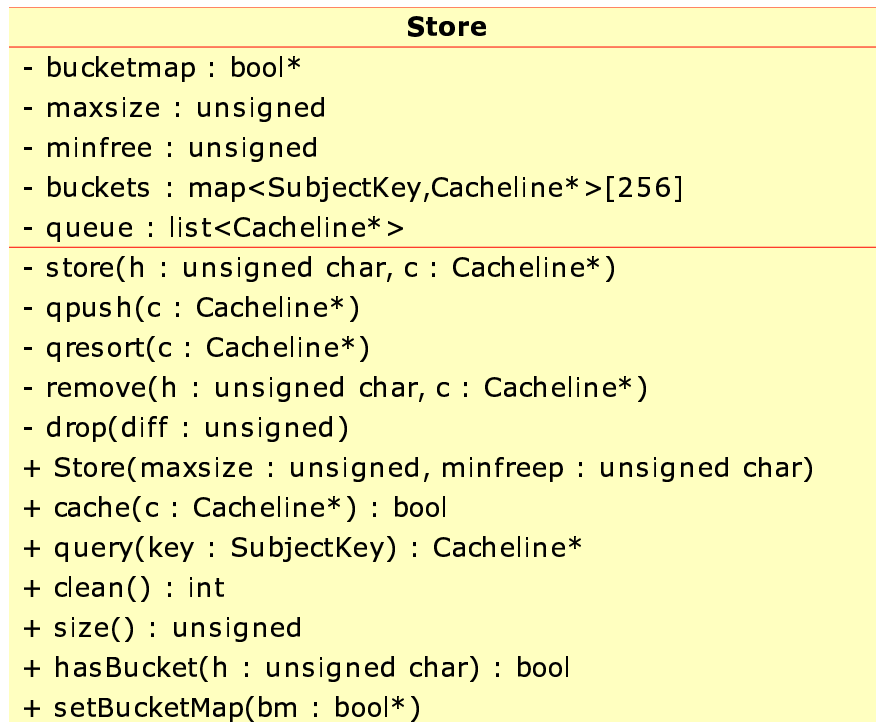 Store
- bucketmap : bool*
- maxsize : unsigned
- minfree : unsigned
- buckets : map<SubjectKey,Cacheline*>[256]
- queue : list<Cacheline*>
- store(h : unsigned char, c : Cacheline*)
- qpush(c : Cacheline*)
- qresort(c : Cacheline*)
- remove(h : unsigned char, c : Cacheline*)
- drop(diff : unsigned)
+ Store(maxsize : unsigned, minfreep : unsigned char)
+ cache(c : Cacheline*) : bool
+ query(key : SubjectKey) : Cacheline*
+ clean() : int
+ size() : unsigned
+ hasBucket(h : unsigned char) : bool
+ setBucketMap(bm : bool*)